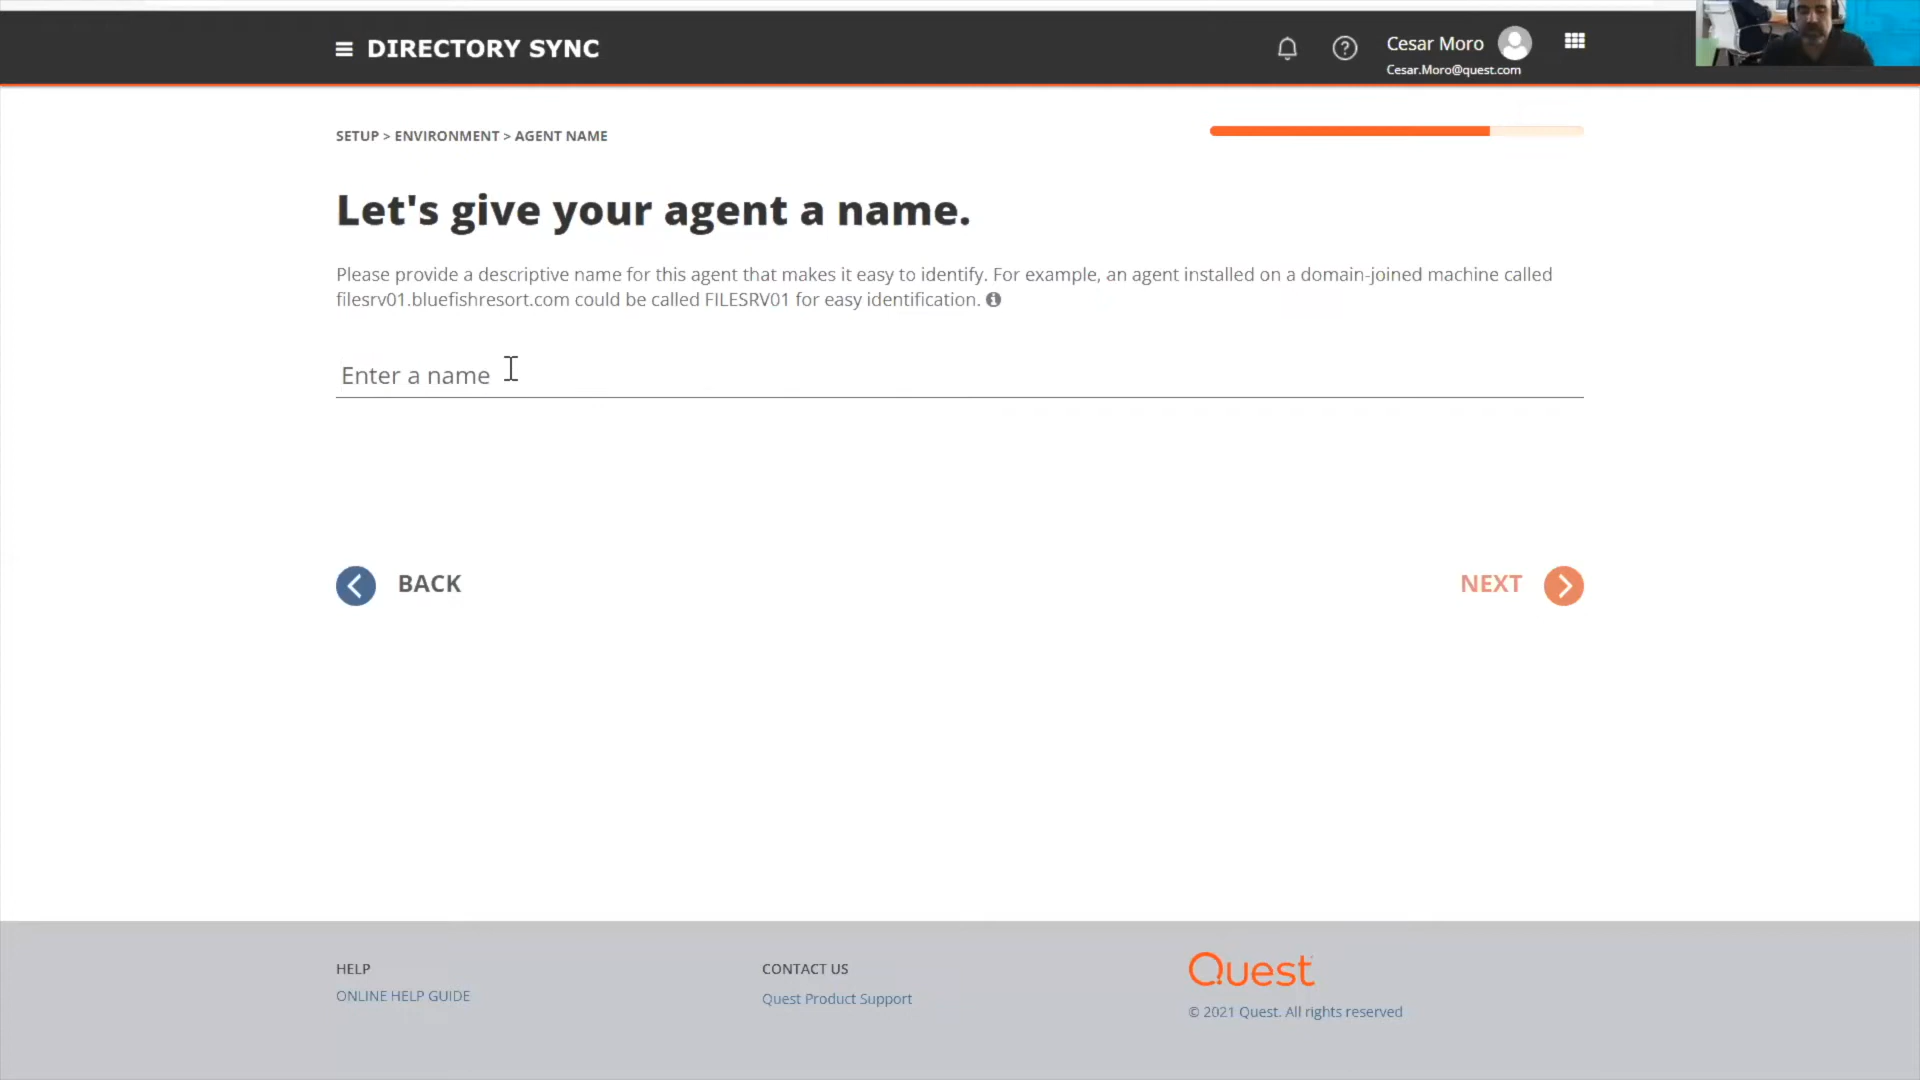 DIRECTORY SYNC
Cesar Moro
Cesar.Moro@quest.com
SETUP > ENVIRONMENT > AGENT NAME
Let's give your agent a name.
Please provide a descriptive name for this agent that makes it easy to identify. For example, an agent installed on a domain-joined machine called
filesrv01.bluefishresort.com could be called FILESRV01 for easy identification.
Enter a name
BACK
NEXT
HELP
ONLINE HELP GUIDE
CONTACT US
Quest Product Support
Quest
© 2021 Quest. All rights reserved